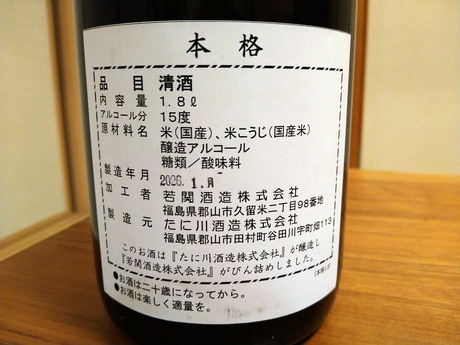 本格
品目 清酒
内容量 1.8ℓ
アルコール分 15度
原材料名 米(国産)、米こうじ(国産米)
醸造アルコール
糖類/酸味料
製造年月 2026.1.月
加工者 若関酒造株式会社
福島県郡山市久留米二丁目98番地
製造元 たに川酒造株式会社
福島県郡山市田村町谷田川字町畑113
このお酒は『たに川酒造株式会社』が醸造し
『若関酒造株式会社』がびん詰めしました。
●お酒は二十歳になってから。
●お酒は楽しく適量を。